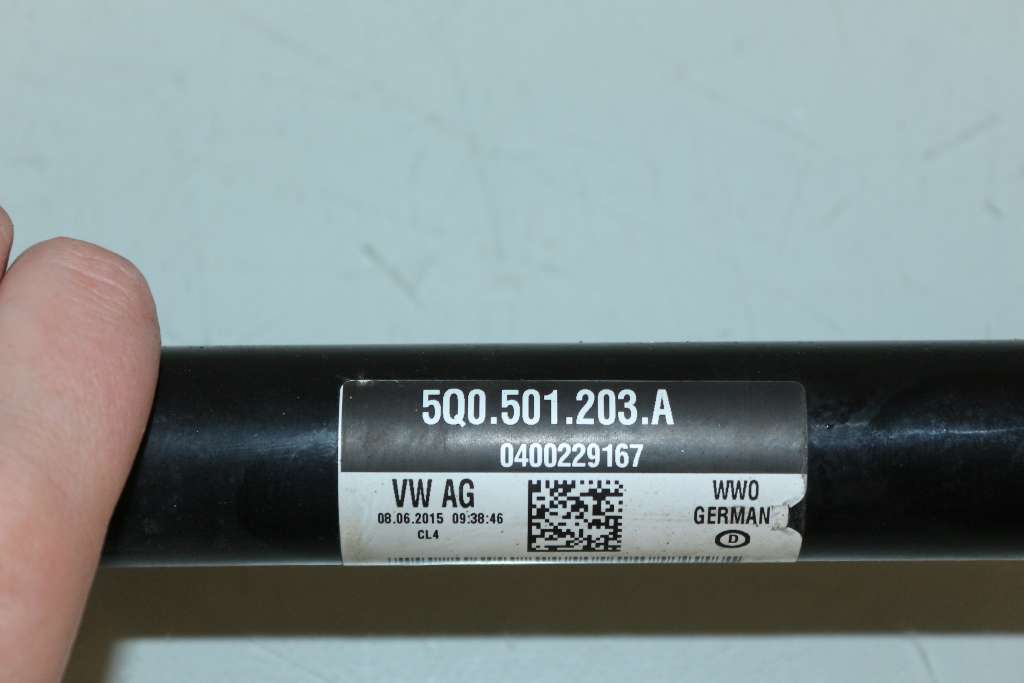 5Q0.501.203.A
0400229167
VW AG
08.06.2015 09:38:46
CL4
WWO
GERMAN
D